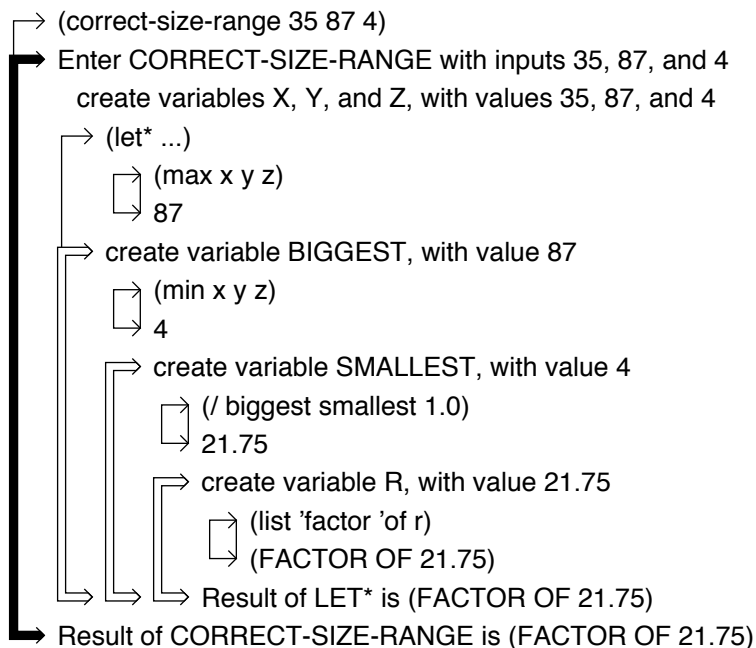 (correct-size-range 35 87 4)
Enter CORRECT-SIZE-RANGE with inputs 35, 87, and 4
create variables X, Y, and Z, with values 35, 87, and 4
(let* ...)
(max x y z)
87
create variable BIGGEST, with value 87
(min x y z)
4
create variable SMALLEST, with value 4
(/ biggest smallest 1.0)
21.75
create variable R, with value 21.75
(list ’factor ’of r)
(FACTOR OF 21.75)
Result of LET* is (FACTOR OF 21.75)
Result of CORRECT-SIZE-RANGE is (FACTOR OF 21.75)